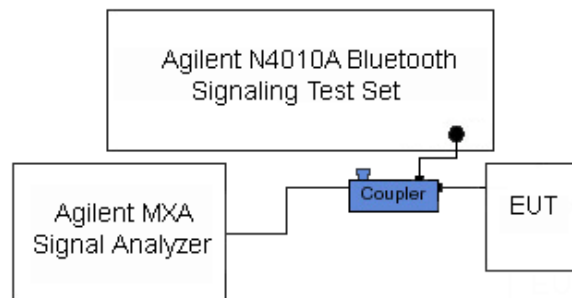 Agilent N4010A Bluetooth
Signaling Test Set
Agilent MXA
Signal Analyzer
Coupler
EUT